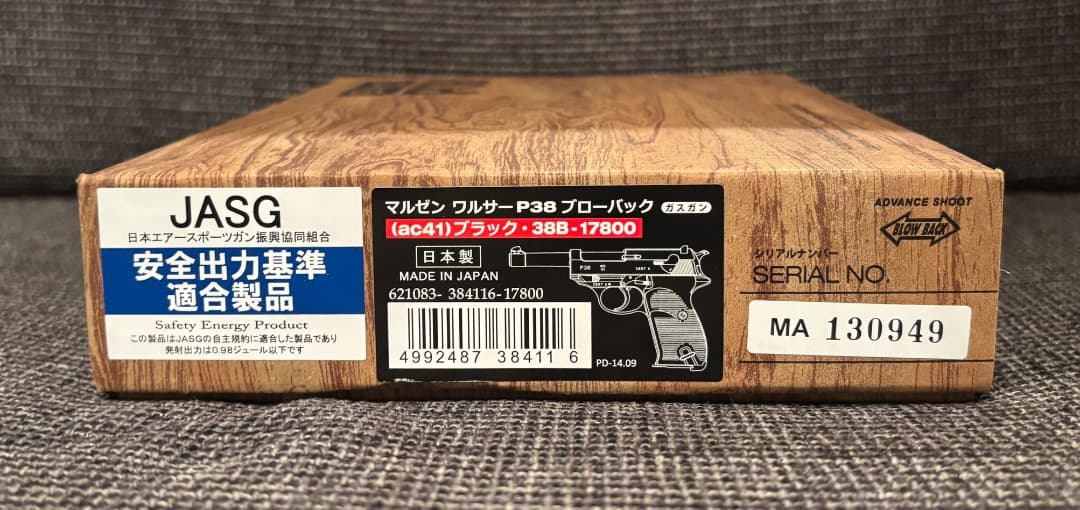 JASG
日本エアースポーツガン振興協同組合
安全出力基準
適合製品
Safety Energy Product
この製品はJASGの自主規約に適合した製品であり
発射出力は0.98ジュール以下です
マルゼン ワルサーP38 ブローバック ガスガン
(ac41)ブラック・38B-17800
日本製
MADE IN JAPAN
621083- 384116-17800
4 992487 384116
PD-14.09
P38
ADVANCE SHOOT
BLOW BACK
シリアルナンバー
SERIAL NO.
MA 130949